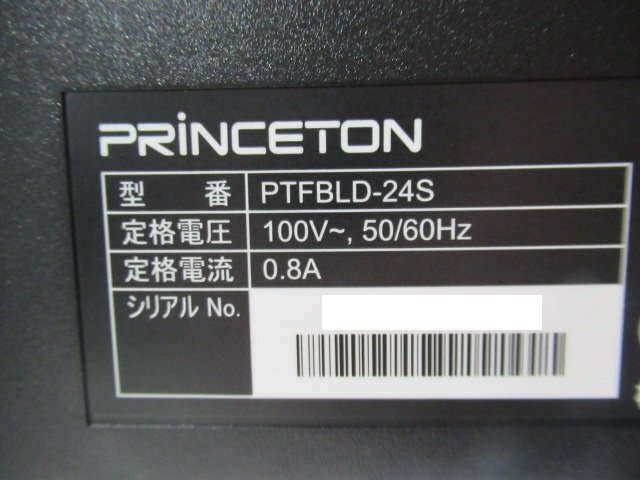 PRINCETON
型 番 PTFBLD-24S
定格電圧 100V~, 50/60Hz
定格電流 0.8A
シリアル No.